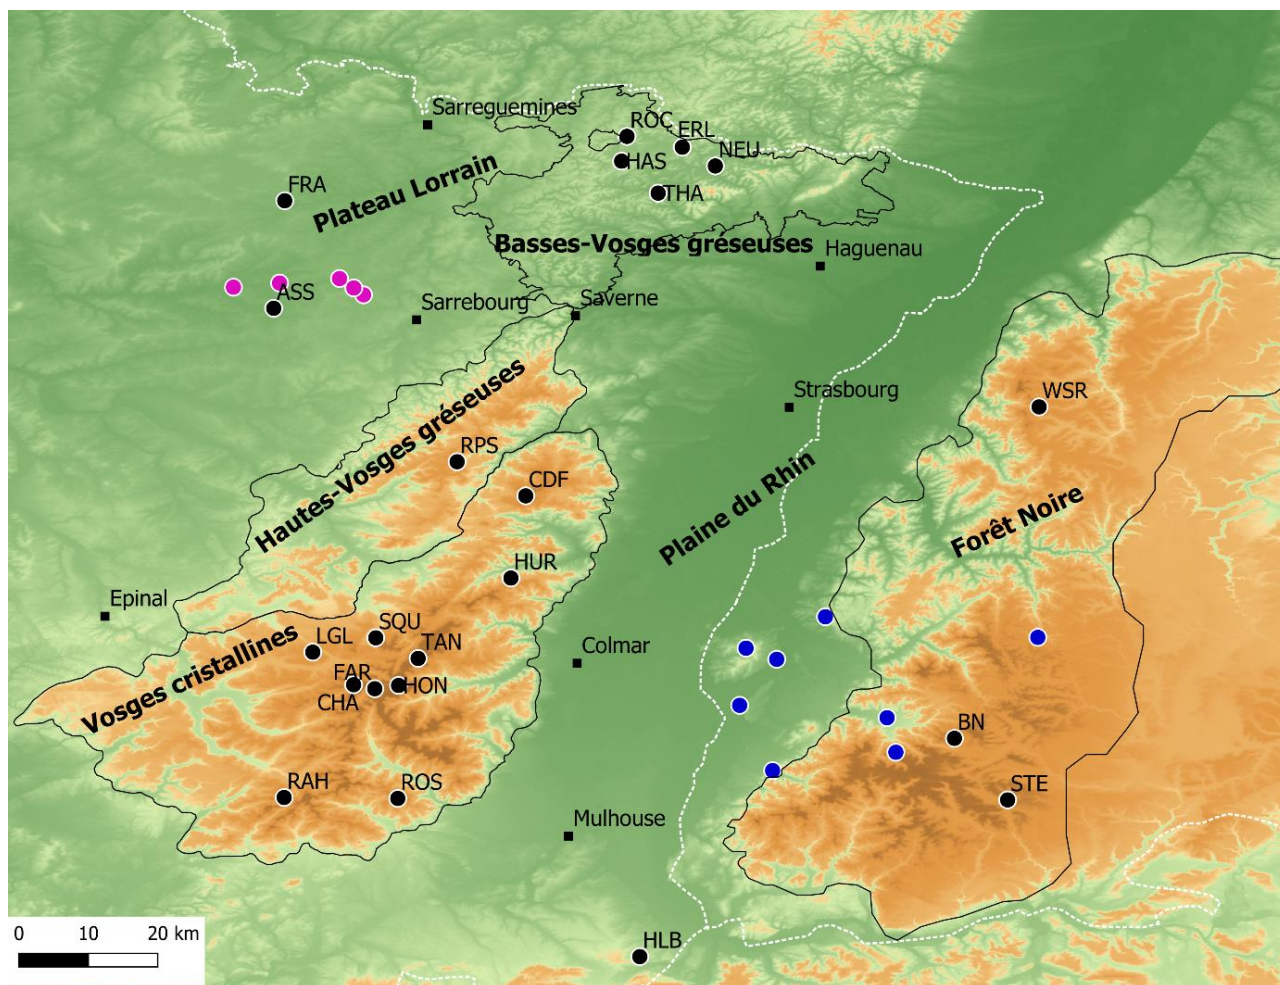 Sarreguemines
ROC
ERL
HAS
NEU
THA
FRA
Plateau Lorrain
Basses-Vosges gréseuses
Haguenau
ASS
Sarrebourg
Saverne
Strasbourg
WSR
Hautes-Vosges gréseuses
RPS
CDF
Plaine du Rhin
Forêt Noire
HUR
Epinal
SQU
LGL
TAN
Colmar
Vosges cristallines
FAR
HON
CHA
BN
RAH
ROS
STE
Mulhouse
0 10 20 km
HLB